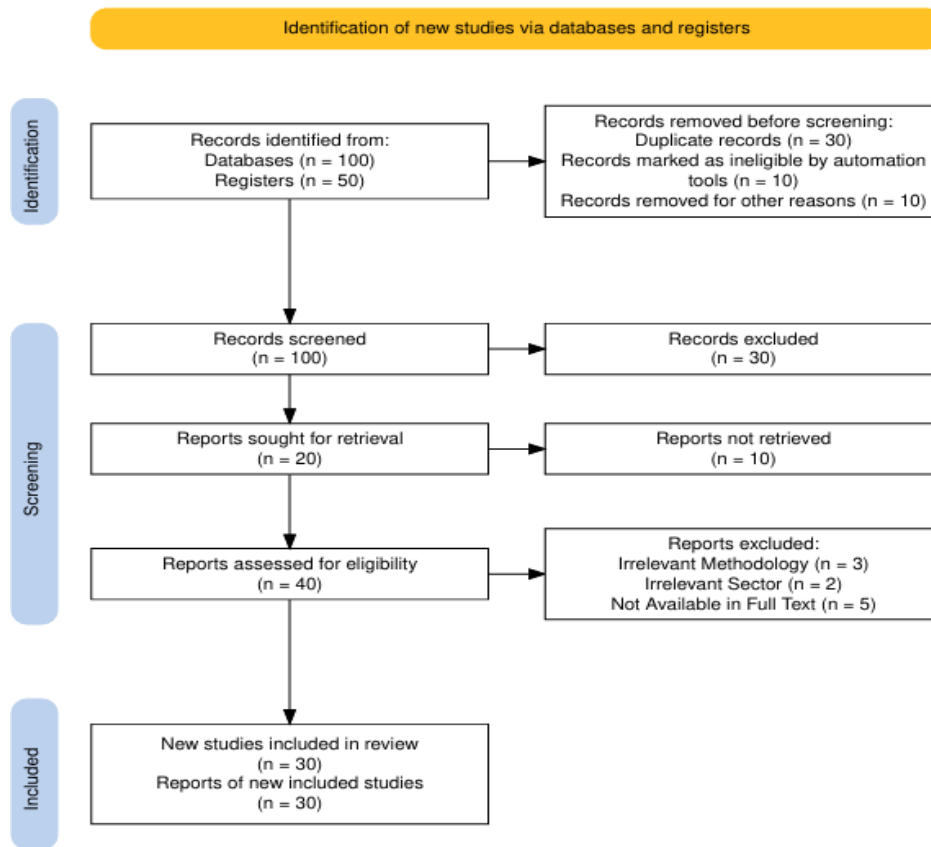 Identification of new studies via databases and registers
Identification
Records identified from:
Databases (n = 100)
Registers (n = 50)
Records removed before screening:
Duplicate records (n = 30)
Records marked as ineligible by automation
tools (n = 10)
Records removed for other reasons (n = 10)
Screening
Records screened
(n = 100)
Records excluded
(n = 30)
Reports sought for retrieval
(n = 20)
Reports not retrieved
(n = 10)
Reports assessed for eligibility
(n = 40)
Reports excluded:
Irrelevant Methodology (n = 3)
Irrelevant Sector (n = 2)
Not Available in Full Text (n = 5)
Included
New studies included in review
(n = 30)
Reports of new included studies
(n = 30)